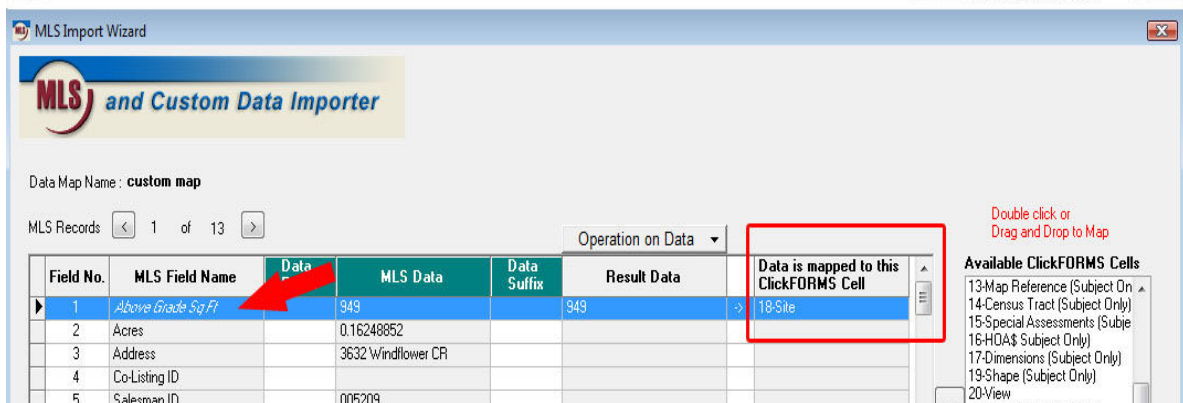 MLS Import Wizard
MLS and Custom Data Importer
Data Map Name : custom map
MLS Records < 1 of 13 >
Operation on Data
Double click or
Drag and Drop to Map
Field No. MLS Field Name Data MLS Data Data Suffix Result Data Data is mapped to this ClickFORMS Cell
Available ClickFORMS Cells
1 Above Grade Sq Ft 949 949 -> 18-Site
2 Acres 0.16248852
3 Address 3632 Windflower CR
4 Co-Listing ID
5 Salesman ID 005209
13-Map Reference (Subject On
14-Census Tract (Subject Only)
15-Special Assessments (Subje
16-HOA$ Subject Only)
17-Dimensions (Subject Only)
19-Shape (Subject Only)
20-View